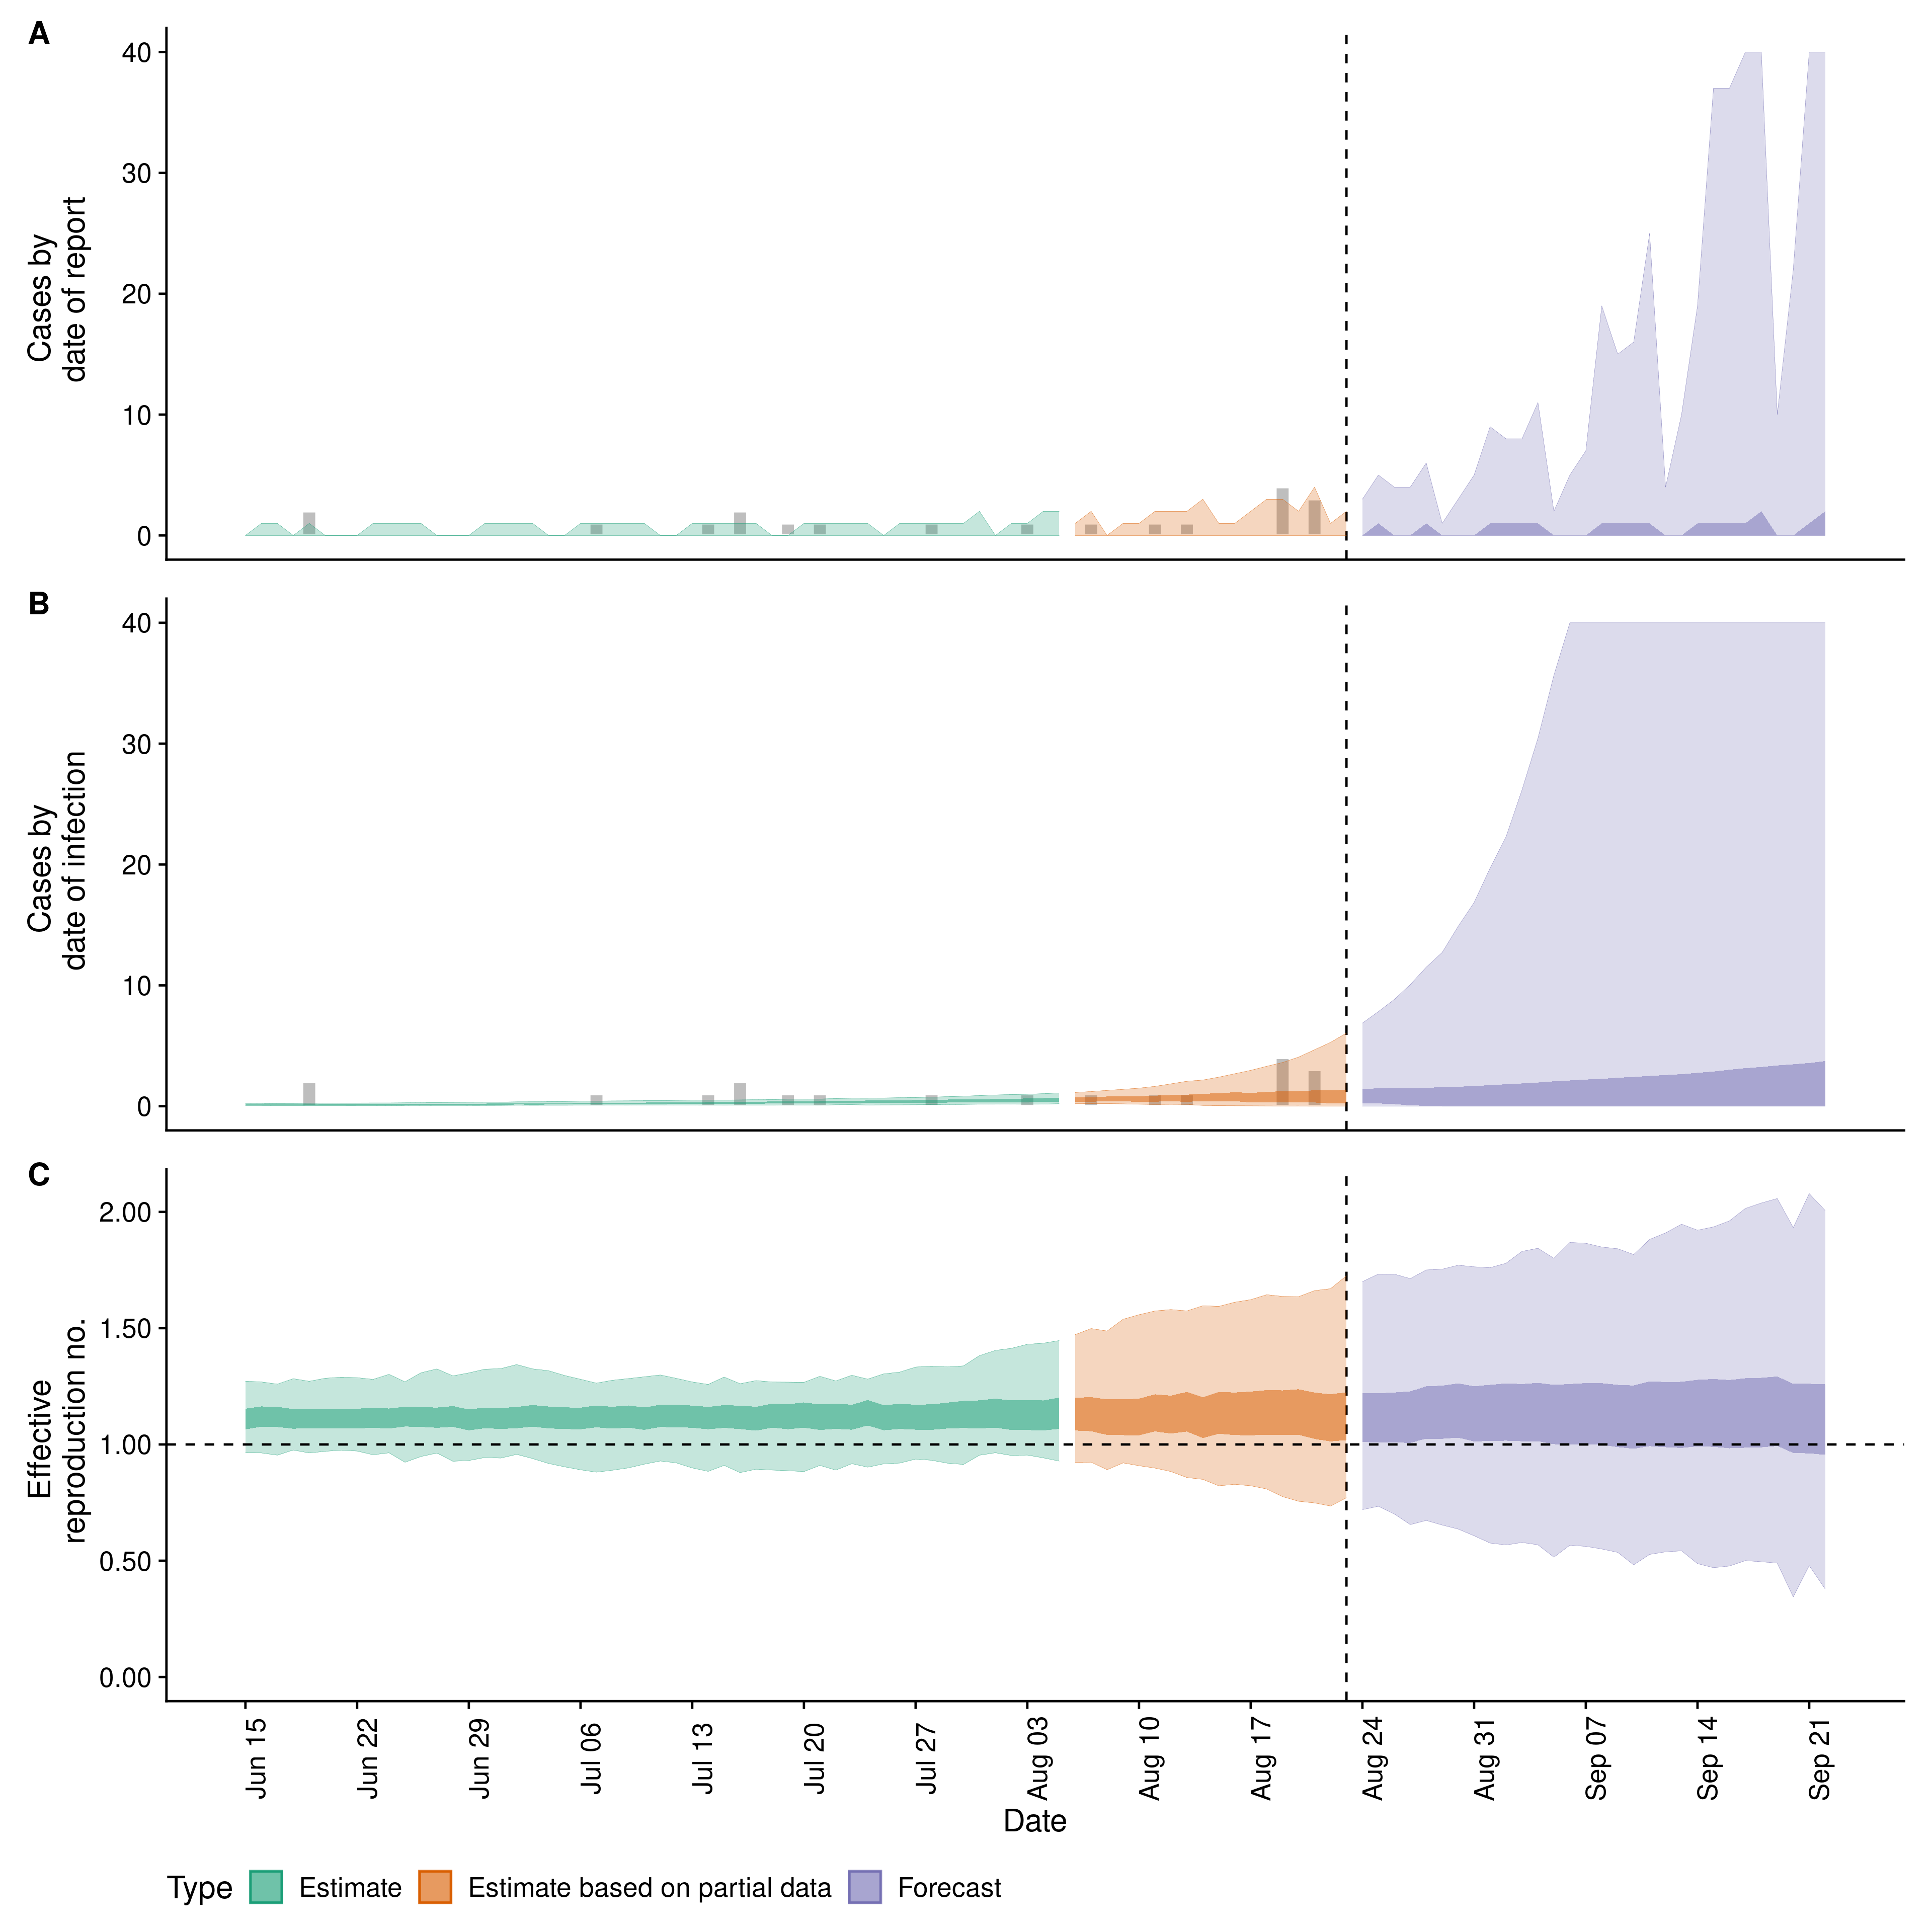 A
40
30
20
10
0
Cases by
date of report
B
40
30
20
10
0
Cases by
date of infection
C
2.00
1.50
1.00
0.50
0.00
Effective
reproduction no.
Jun 15
Jun 22
Jun 29
Jul 06
Jul 13
Jul 20
Jul 27
Aug 03
Aug 10
Aug 17
Aug 24
Aug 31
Sep 07
Sep 14
Sep 21
Date
Type Estimate Estimate based on partial data Forecast